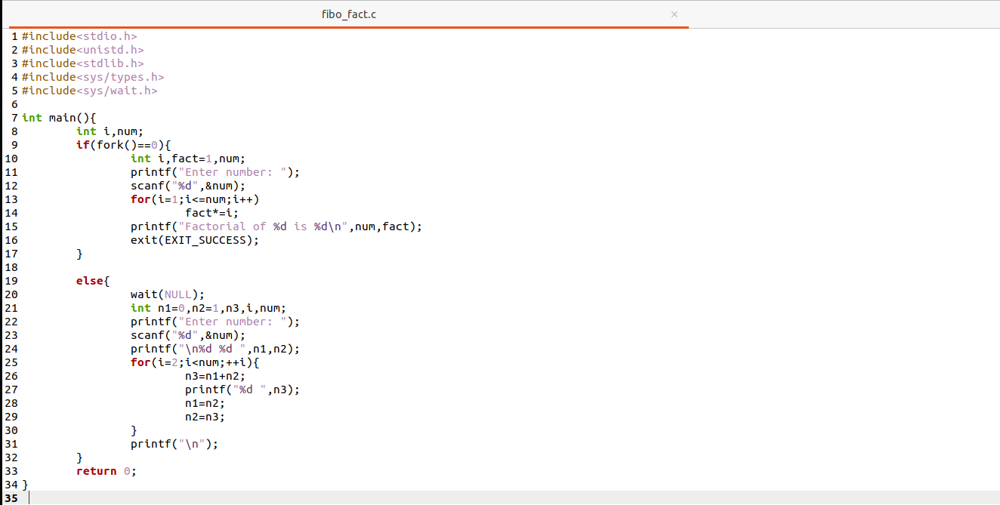 fibo_fact.c ×
1 #include<stdio.h>
2 #include<unistd.h>
3 #include<stdlib.h>
4 #include<sys/types.h>
5 #include<sys/wait.h>
6
7 int main(){
8         int i,num;
9         if(fork()==0){
10                 int i,fact=1,num;
11                 printf("Enter number: ");
12                 scanf("%d",&num);
13                 for(i=1;i<=num;i++)
14                         fact*=i;
15                 printf("Factorial of %d is %d\n",num,fact);
16                 exit(EXIT_SUCCESS);
17         }
18
19         else{
20                 wait(NULL);
21                 int n1=0,n2=1,n3,i,num;
22                 printf("Enter number: ");
23                 scanf("%d",&num);
24                 printf("\n%d %d ",n1,n2);
25                 for(i=2;i<num;++i){
26                         n3=n1+n2;
27                         printf("%d ",n3);
28                         n1=n2;
29                         n2=n3;
30                 }
31                 printf("\n");
32         }
33         return 0;
34 }
35